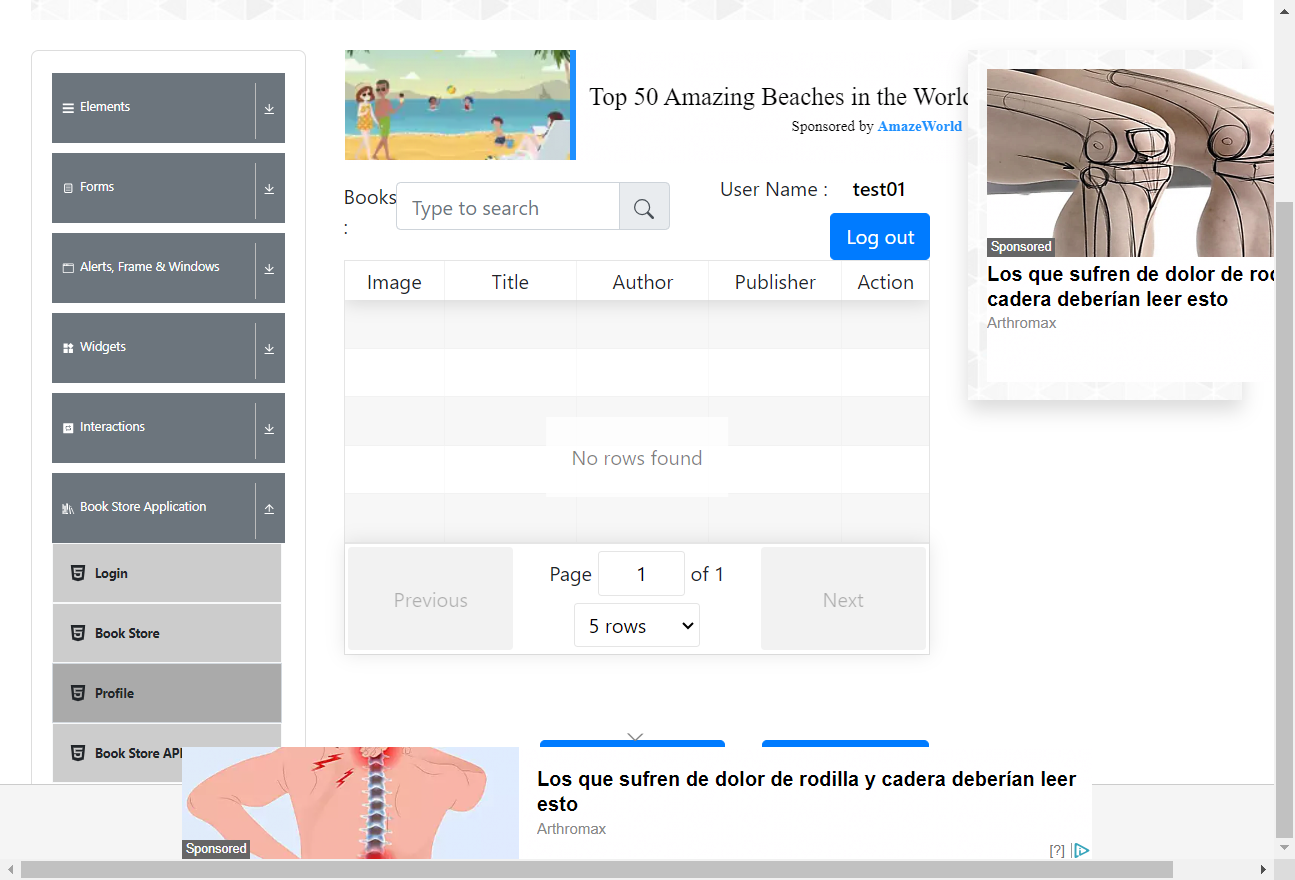 Elements
Forms
Alerts, Frame & Windows
Widgets
Interactions
Book Store Application
Login
Book Store
Profile
Book Store API
Top 50 Amazing Beaches in the World
Sponsored by AmazeWorld
Books :
Type to search
User Name : test01
Log out
Image Title Author Publisher Action
No rows found
Previous
Page 1 of 1
5 rows
Next
Sponsored
Los que sufren de dolor de ro
cadera deberían leer esto
Arthromax
Sponsored
Los que sufren de dolor de rodilla y cadera deberían leer
esto
Arthromax
[?]